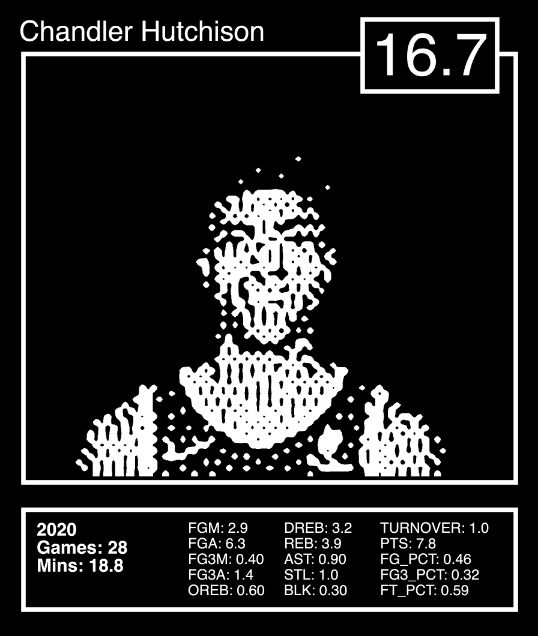 Chandler Hutchison
16.7
2020
Games: 28
Mins: 18.8
FGM: 2.9
FGA: 6.3
FG3M: 0.40
FG3A: 1.4
OREB: 0.60
DREB: 3.2
REB: 3.9
AST: 0.90
STL: 1.0
BLK: 0.30
TURNOVER: 1.0
PTS: 7.8
FG_PCT: 0.46
FG3_PCT: 0.32
FT_PCT: 0.59